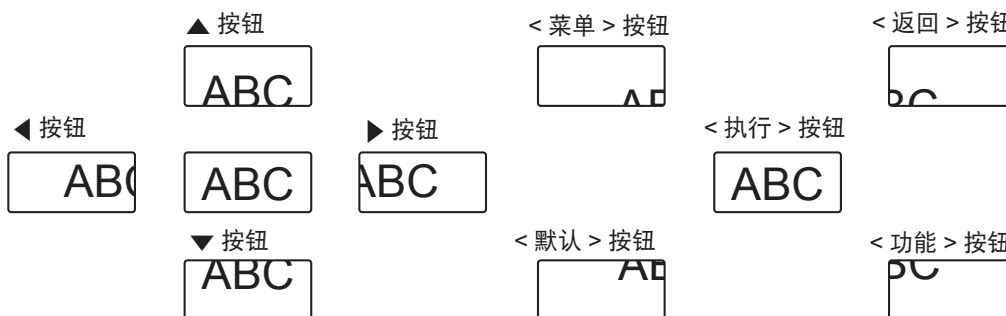 ▲ 按钮
< 菜单 > 按钮
< 返回 > 按钮
ABC
◀ 按钮
▶ 按钮
< 执行 > 按钮
ABC
ABC
ABC
ABC
▼ 按钮
< 默认 > 按钮
< 功能 > 按钮
ABC